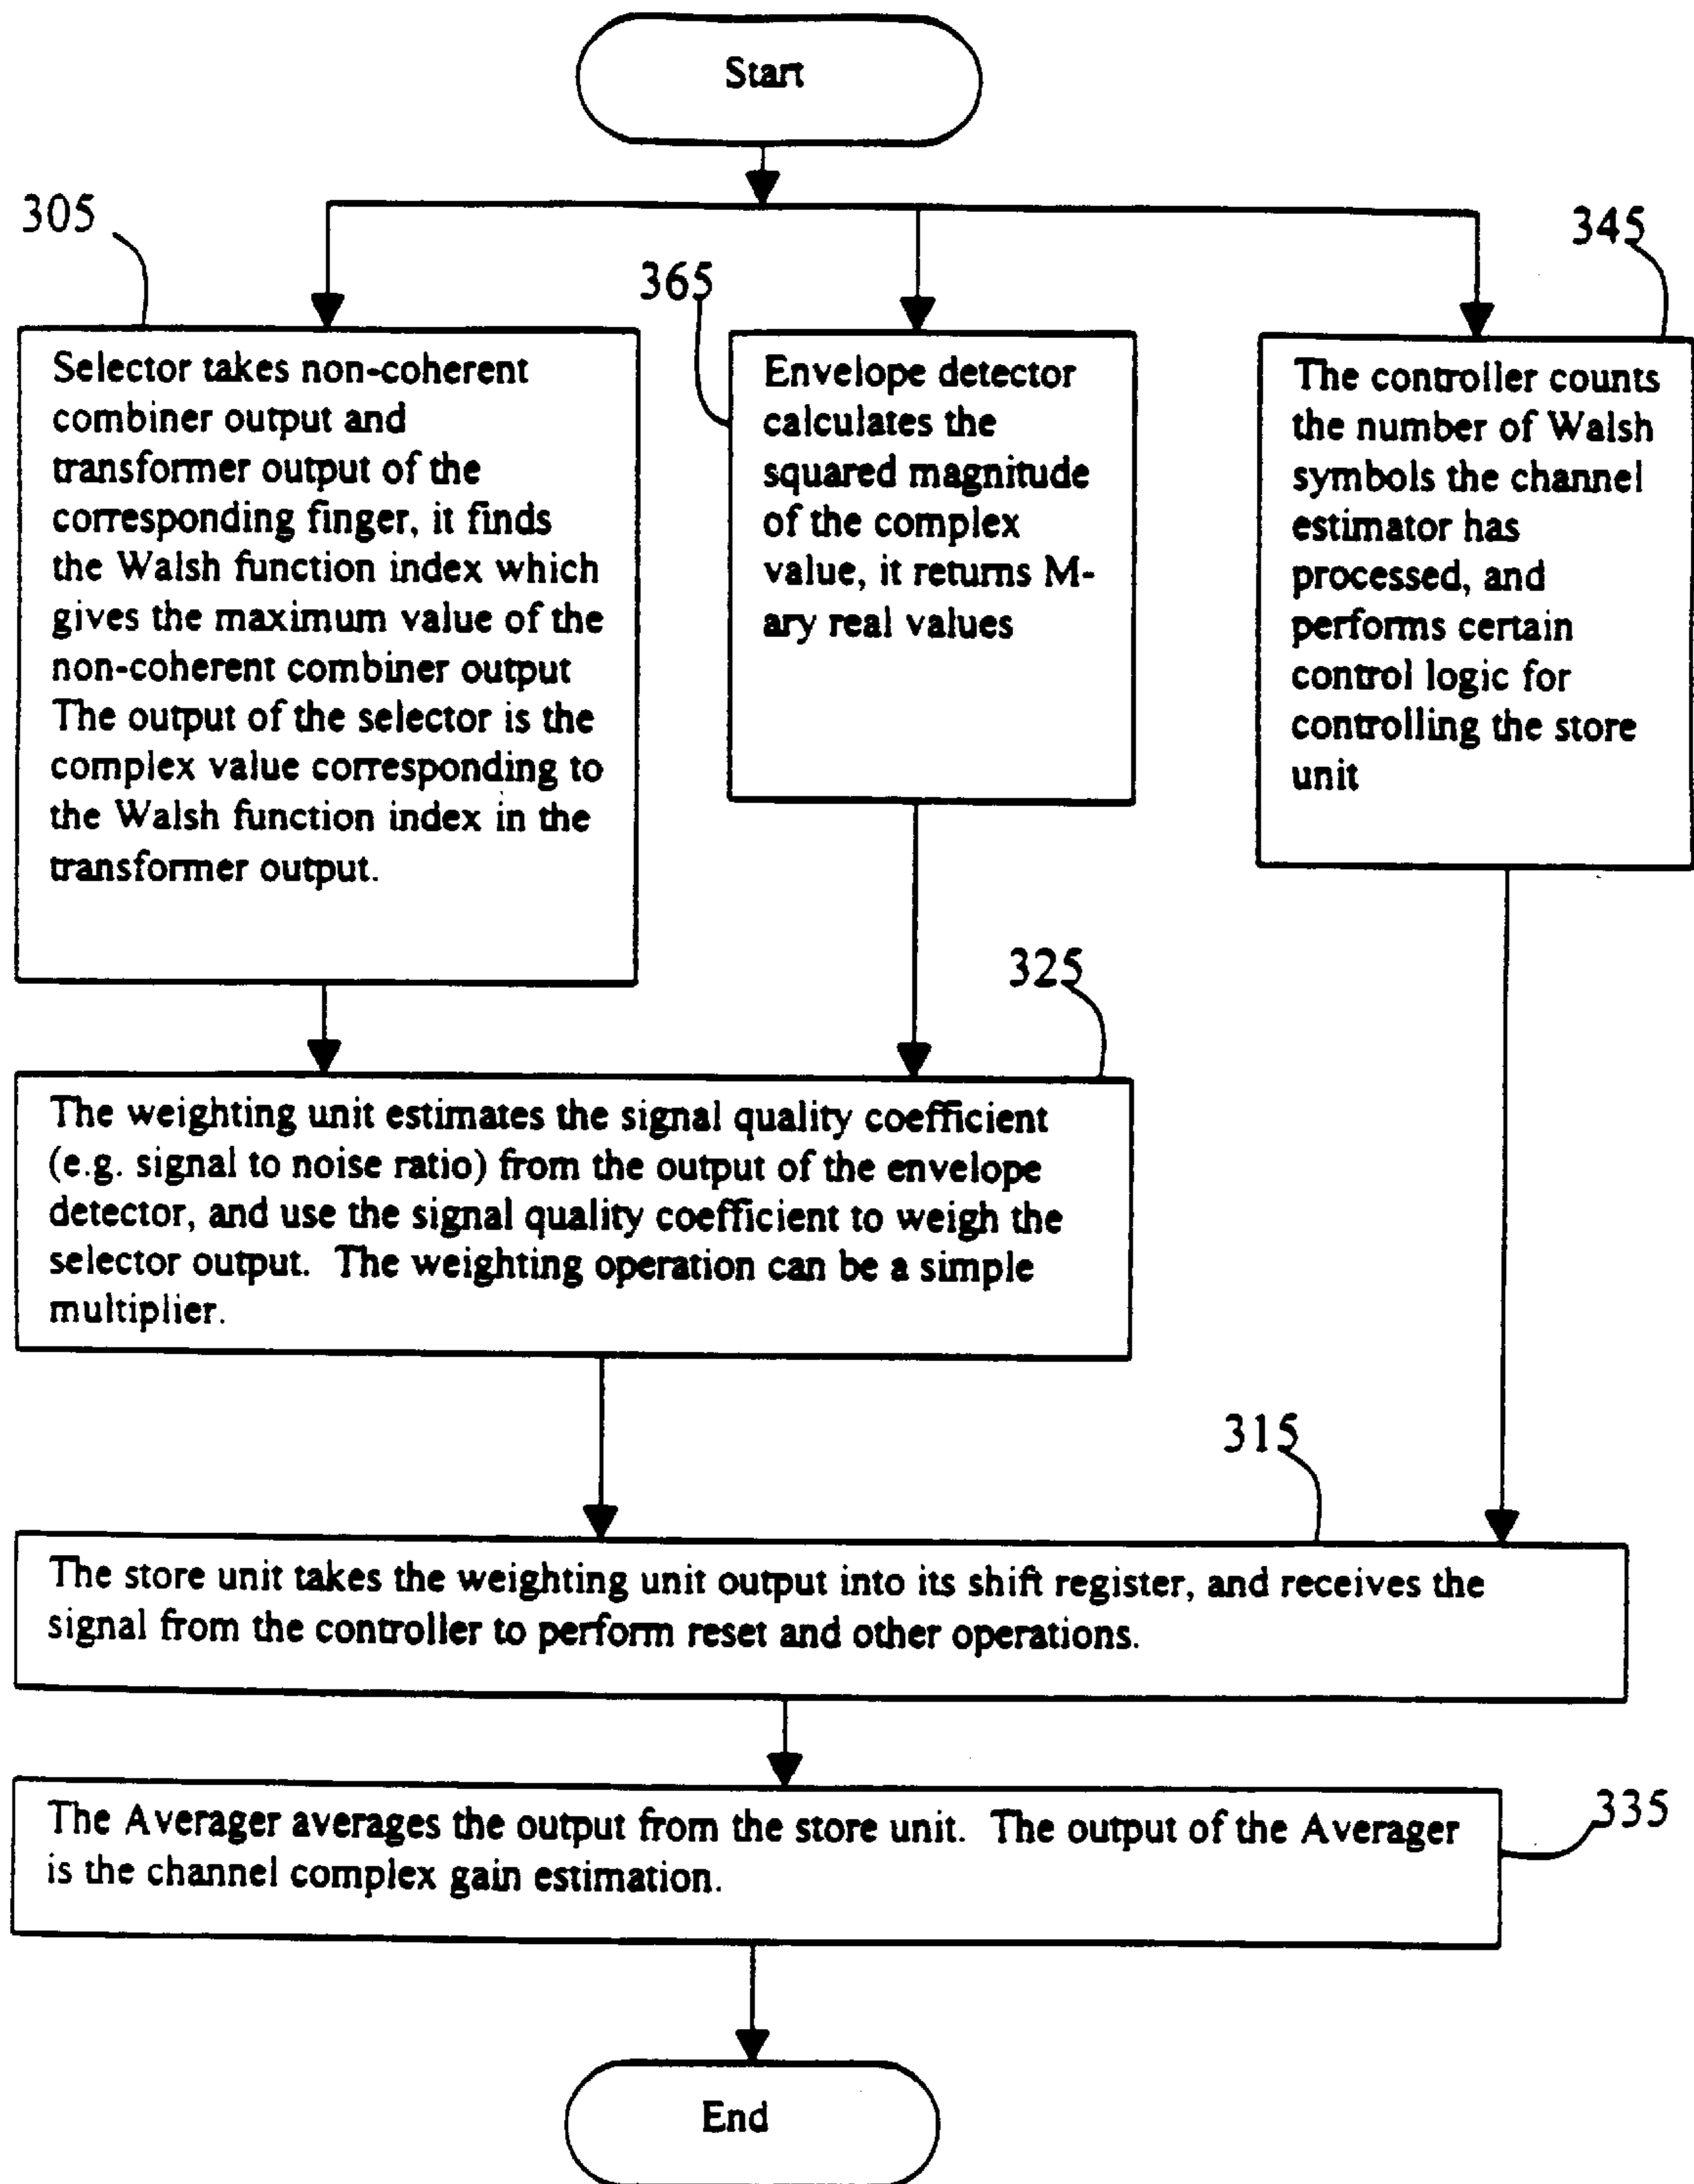 Start
305
365
345
Selector takes non-coherent
combiner output and
transformer output of the
corresponding finger, it finds
the Walsh function index which
gives the maximum value of the
non-coherent combiner output
The output of the selector is the
complex value corresponding to
the Walsh function index in the
transformer output.
Envelope detector
calculates the
squared magnitude
of the complex
value, it returns M-
ary real values
The controller counts
the number of Walsh
symbols the channel
estimator has
processed, and
performs certain
control logic for
controlling the store
unit
325
The weighting unit estimates the signal quality coefficient
(e.g. signal to noise ratio) from the output of the envelope
detector, and use the signal quality coefficient to weigh the
selector output. The weighting operation can be a simple
multiplier.
315
The store unit takes the weighting unit output into its shift register, and receives the
signal from the controller to perform reset and other operations.
The Averager averages the output from the store unit. The output of the Averager
is the channel complex gain estimation.
335
End